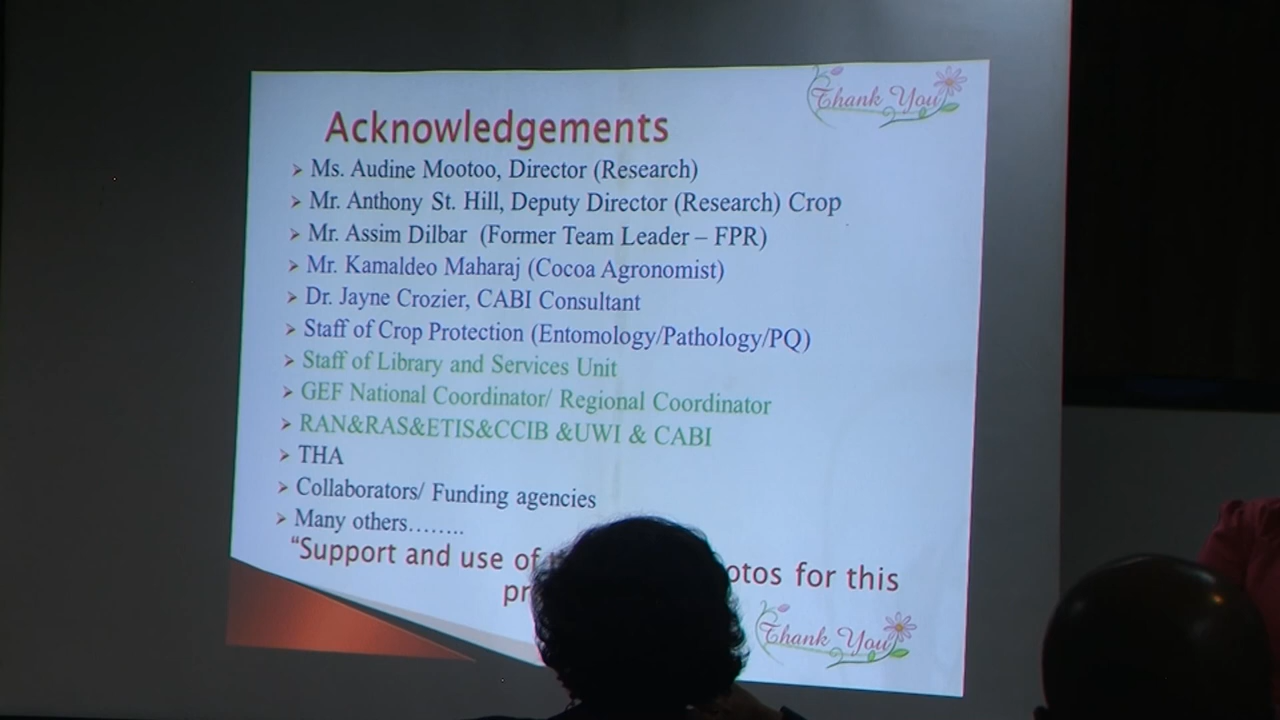 Thank You
Acknowledgements
➢ Ms. Audine Mootoo, Director (Research)
➢ Mr. Anthony St. Hill, Deputy Director (Research) Crop
➢ Mr. Assim Dilbar (Former Team Leader – FPR)
➢ Mr. Kamaldeo Maharaj (Cocoa Agronomist)
➢ Dr. Jayne Crozier, CABI Consultant
➢ Staff of Crop Protection (Entomology/Pathology/PQ)
➢ Staff of Library and Services Unit
➢ GEF National Coordinator/ Regional Coordinator
➢ RAN&RAS&ETIS&CCIB &UWI & CABI
➢ THA
➢ Collaborators/ Funding agencies
➢ Many others……..
“Support and use of for this
Thank You